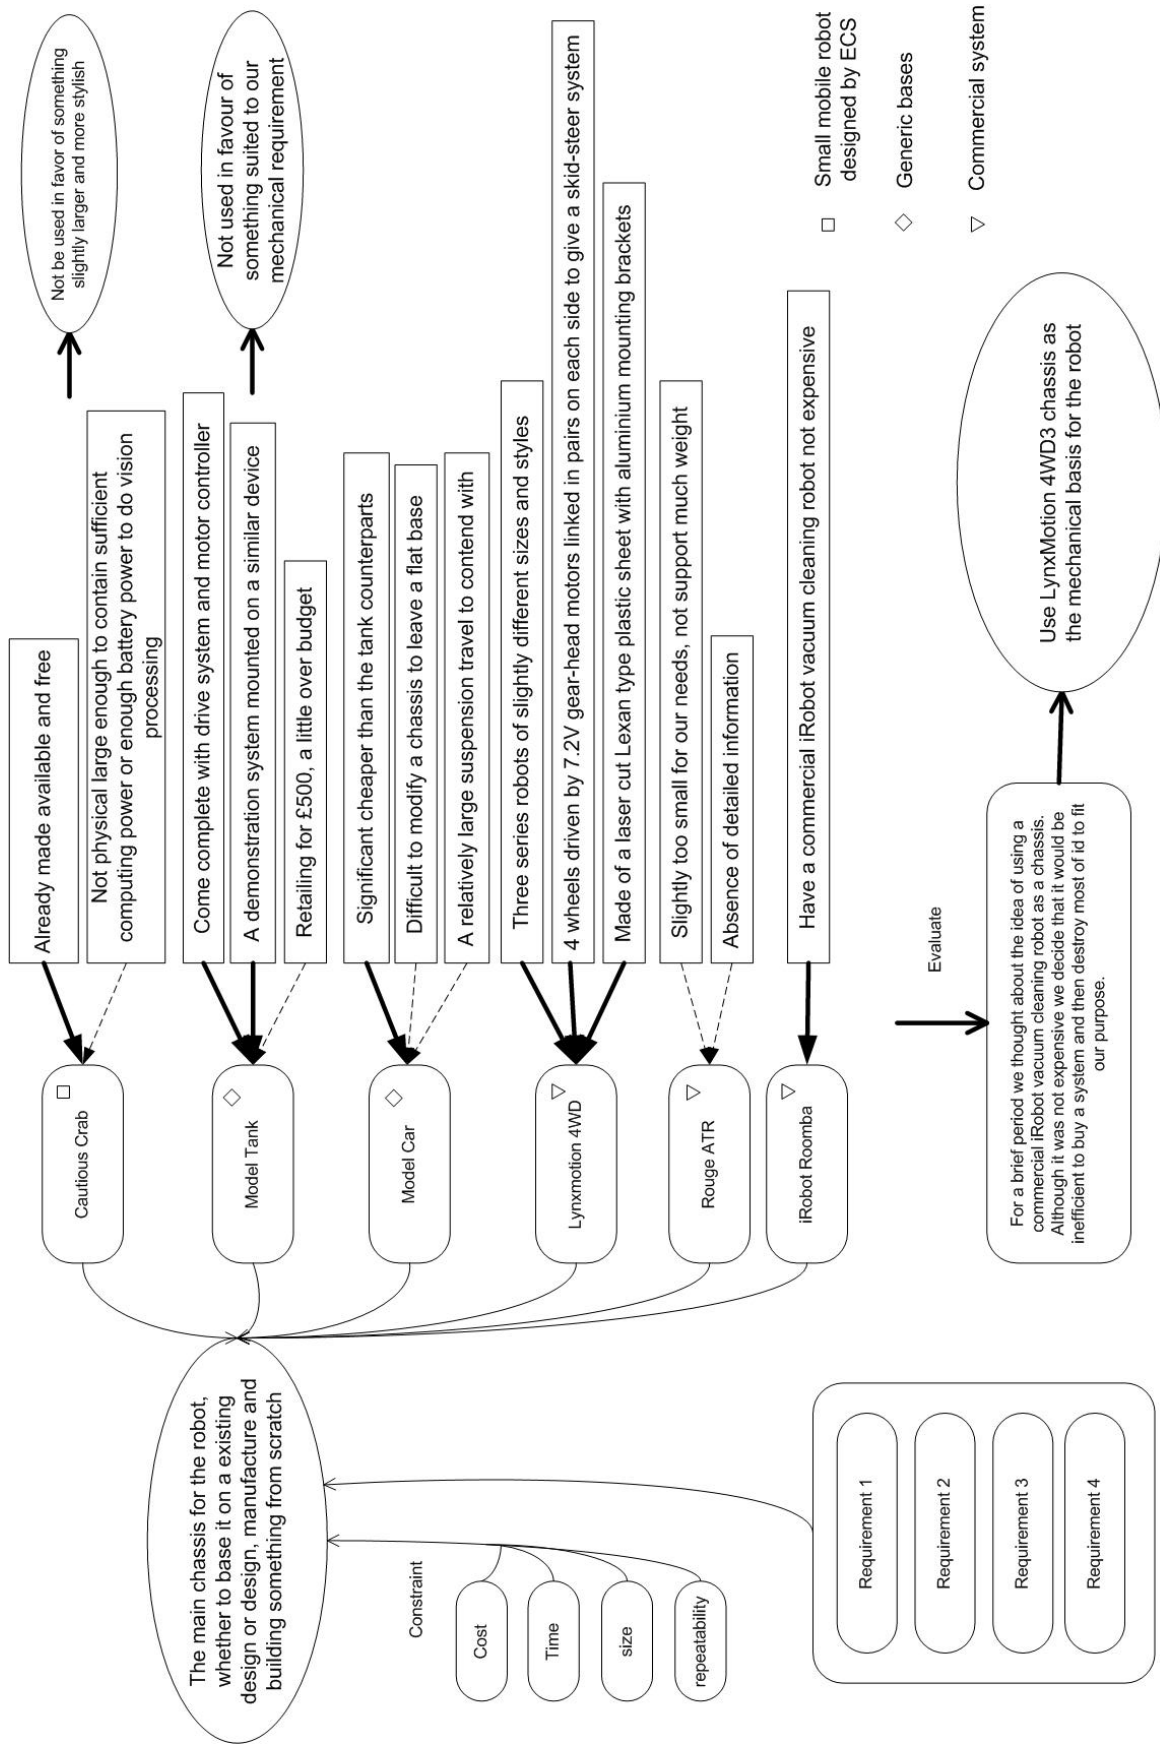 The main chassis for the robot,
whether to base it on a existing
design or design, manufacture and
building something from scratch
Constraint
Cost
Time
size
repeatability
Requirement 1
Requirement 2
Requirement 3
Requirement 4
Cautious Crab
Already made available and free
Not physical large enough to contain sufficient
computing power or enough battery power to do vision
processing
Not be used in favor of something
slightly larger and more stylish
Model Tank
Come complete with drive system and motor controller
A demonstration system mounted on a similar device
Retailing for £500, a little over budget
Not used in favour of
something suited to our
mechanical requirement
Model Car
Significant cheaper than the tank counterparts
Difficult to modify a chassis to leave a flat base
A relatively large suspension travel to contend with
Lynxmotion 4WD
Three series robots of slightly different sizes and styles
4 wheels driven by 7.2V gear-head motors linked in pairs on each side to give a skid-steer system
Made of a laser cut Lexan type plastic sheet with aluminium mounting brackets
Rouge ATR
Slightly too small for our needs, not support much weight
Absence of detailed information
iRobot Roomba
Have a commercial iRobot vacuum cleaning robot not expensive
Evaluate
For a brief period we thought about the idea of using a
commercial iRobot vacuum cleaning robot as a chassis.
Although it was not expensive we decide that it would be
inefficient to buy a system and then destroy most of id to fit
our purpose.
Use LynxMotion 4WD3 chassis as
the mechanical basis for the robot
Small mobile robot
designed by ECS
Generic bases
Commercial system